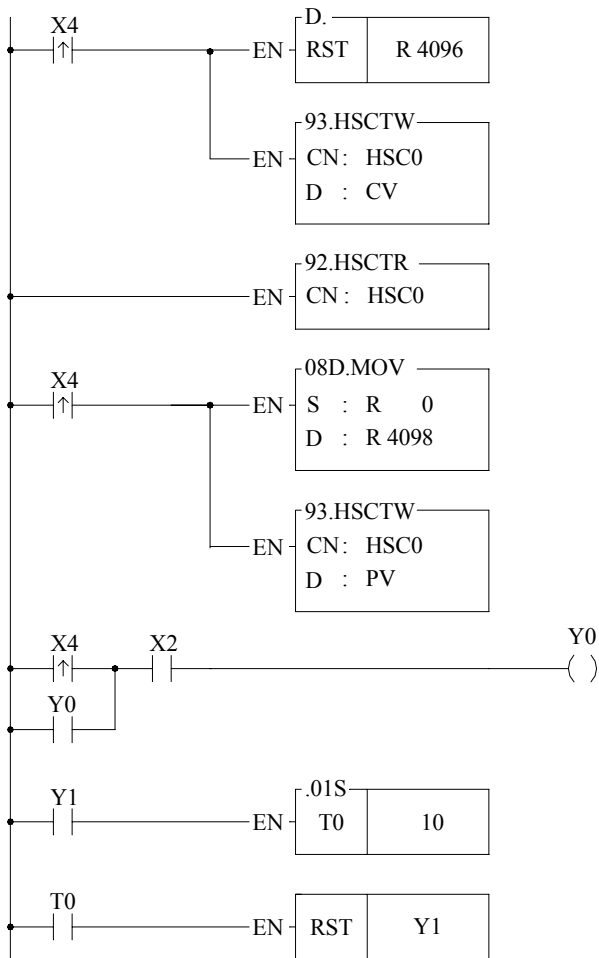 X4
D.
EN RST R 4096
93.HSCTW
EN CN: HSC0
D : CV
92.HSCTR
EN CN: HSC0
X4
08D.MOV
EN S : R 0
D : R 4098
93.HSCTW
EN CN: HSC0
D : PV
X4 X2 Y0
Y0
Y1
.01S
EN T0 10
T0
EN RST Y1